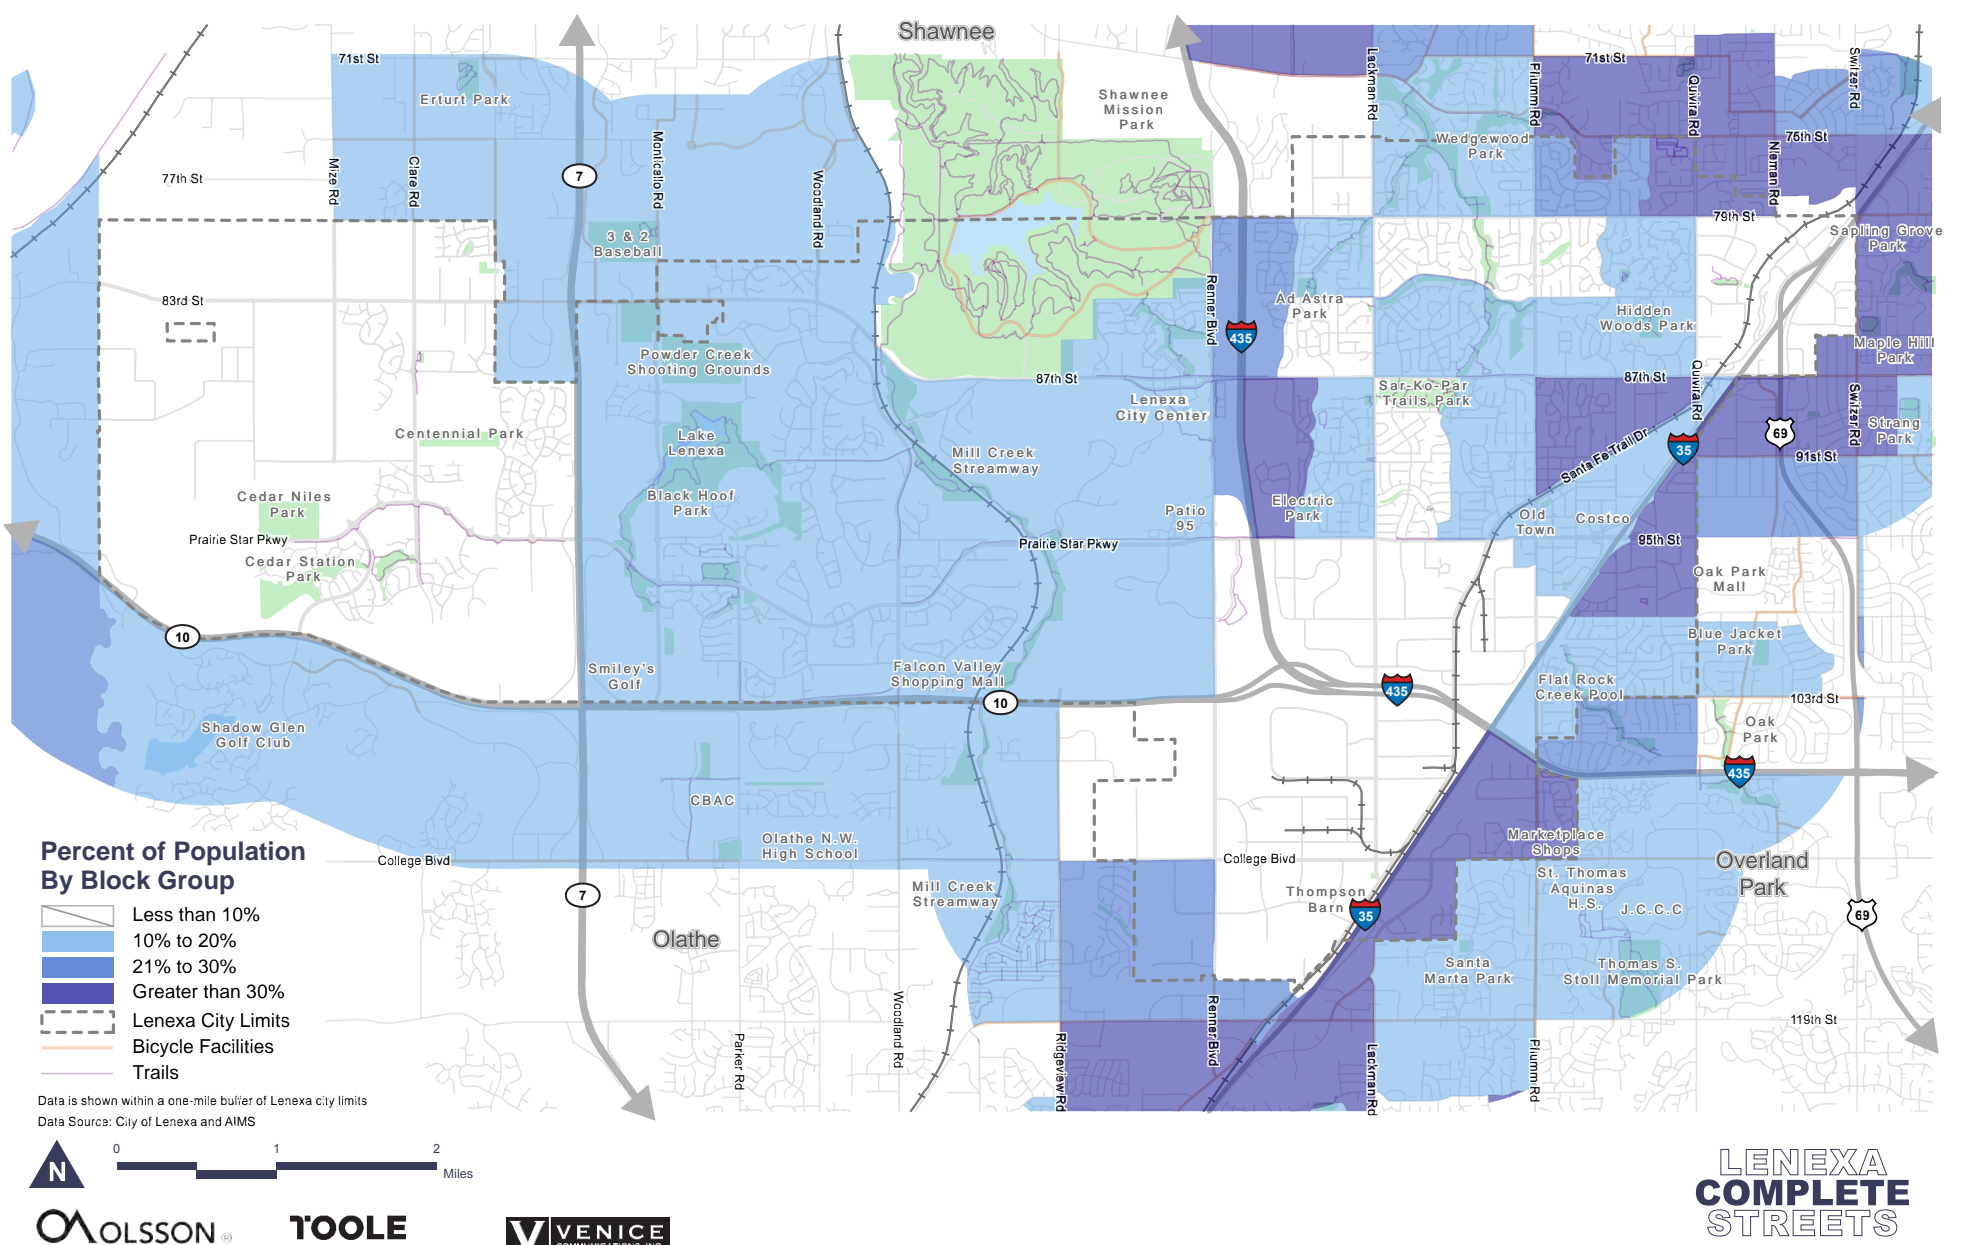 Shawnee
71st St
Erfurt Park
Shawnee
Mission
Park
Lackman Rd
Pflumm Rd
71st St
Quivira Rd
Switzer Rd
75th St
Wedgewood
Park
Nieman Rd
77th St
Mize Rd
Clare Rd
7
Monticello Rd
Woodland Rd
79th St
Sapling Grove
Park
3 & 2
Baseball
83rd St
Renner Blvd
Ad Astra
Park
435
Hidden
Woods Park
Maple Hill
Park
Powder Creek
Shooting Grounds
87th St
87th St
Quivira Rd
Sar-Ko-Par
Trails Park
Lenexa
City Center
Switzer Rd
Strang
Park
Centennial Park
Lake
Lenexa
69
35
91st St
Santa Fe Trail Dr
Mill Creek
Streamway
Cedar Niles
Park
Black Hoof
Park
Patio
95
Electric
Park
Old
Town
Costco
Prairie Star Pkwy
Prairie Star Pkwy
95th St
Cedar Station
Park
Oak Park
Mall
10
Blue Jacket
Park
Smiley's
Golf
Falcon Valley
Shopping Mall
435
Flat Rock
Creek Pool
10
103rd St
Shadow Glen
Golf Club
Oak
Park
435
CBAC
Olathe N.W.
High School
Marketplace
Shops
College Blvd
College Blvd
Overland
Park
Percent of Population
By Block Group
Less than 10%
10% to 20%
21% to 30%
Greater than 30%
Lenexa City Limits
Bicycle Facilities
Trails
7
Mill Creek
Streamway
Thompson
Barn
35
St. Thomas
Aquinas
H.S.
J.C.C.C
69
Olathe
Santa
Marta Park
Thomas S.
Stoll Memorial Park
119th St
Parker Rd
Woodland Rd
Ridgeview Rd
Renner Blvd
Lackman Rd
Pflumm Rd
Data is shown within a one-mile buffer of Lenexa city limits
Data Source: City of Lenexa and AIMS
N
0 1 2
Miles
OLSSON ®
TOOLE
V VENICE
COMMUNICATIONS, INC.
LENEXA
COMPLETE
STREETS